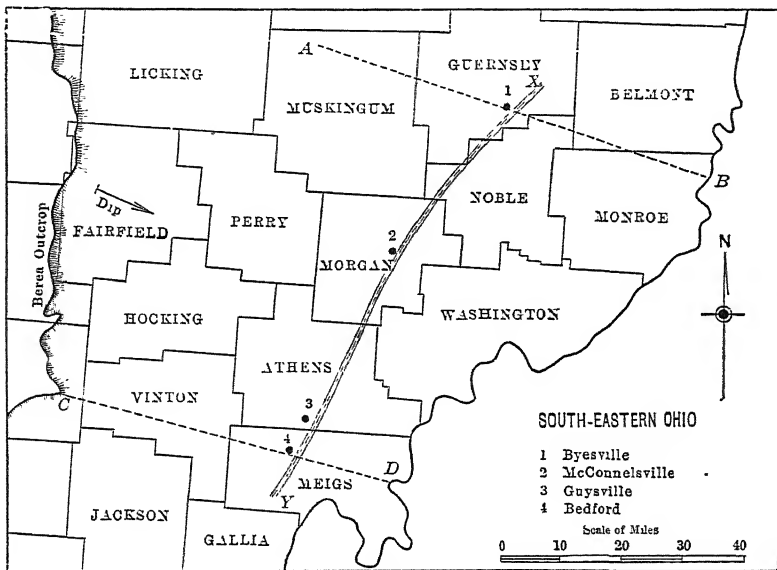 A
GUERNSEY
X
LICKING
1
BELMONT
MUSKINGUM
B
Dip
NOBLE
PERRY
MONROE
FAIRFIELD
2
MORGAN
N
Berea Outcrop
HOCKING
WASHINGTON
ATHENS
VINTON
C
3
4
SOUTH-EASTERN OHIO
D
MEIGS
Y
1 Byesville
2 McConnelsville
3 Guysville
4 Bedford
JACKSON
GALLIA
Scale of Miles
0 10 20 30 40